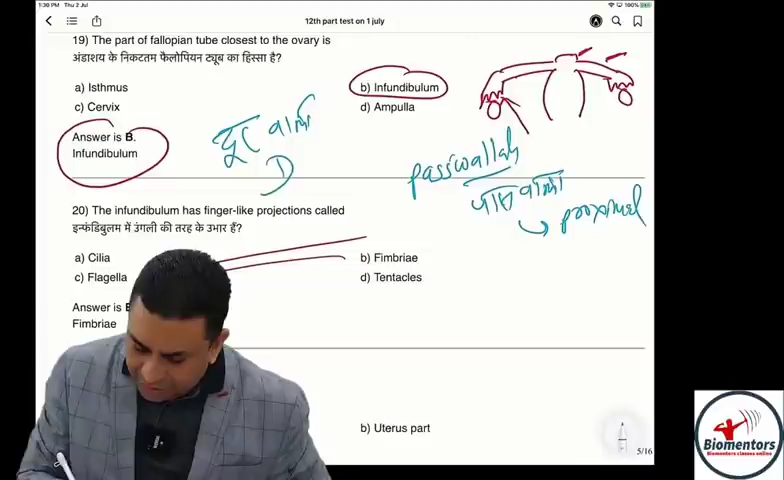 1:38 PM Thu 2 Jul
100%
12th part test on 1 july
19) The part of fallopian tube closest to the ovary is
अंडाशय के निकटतम फैलोपियन ट्यूब का हिस्सा है?
a) Isthmus
b) Infundibulum
c) Cervix
d) Ampulla
Answer is B.
Infundibulum
दूर वाला
D
passwallah
पास वाला
proximal
20) The infundibulum has finger-like projections called
इन्फंडिबुलम में उंगली की तरह के उभार हैं?
a) Cilia
b) Fimbriae
c) Flagella
d) Tentacles
Answer is
Fimbriae
b) Uterus part
5/16
Biomentors
Biomentors classes online